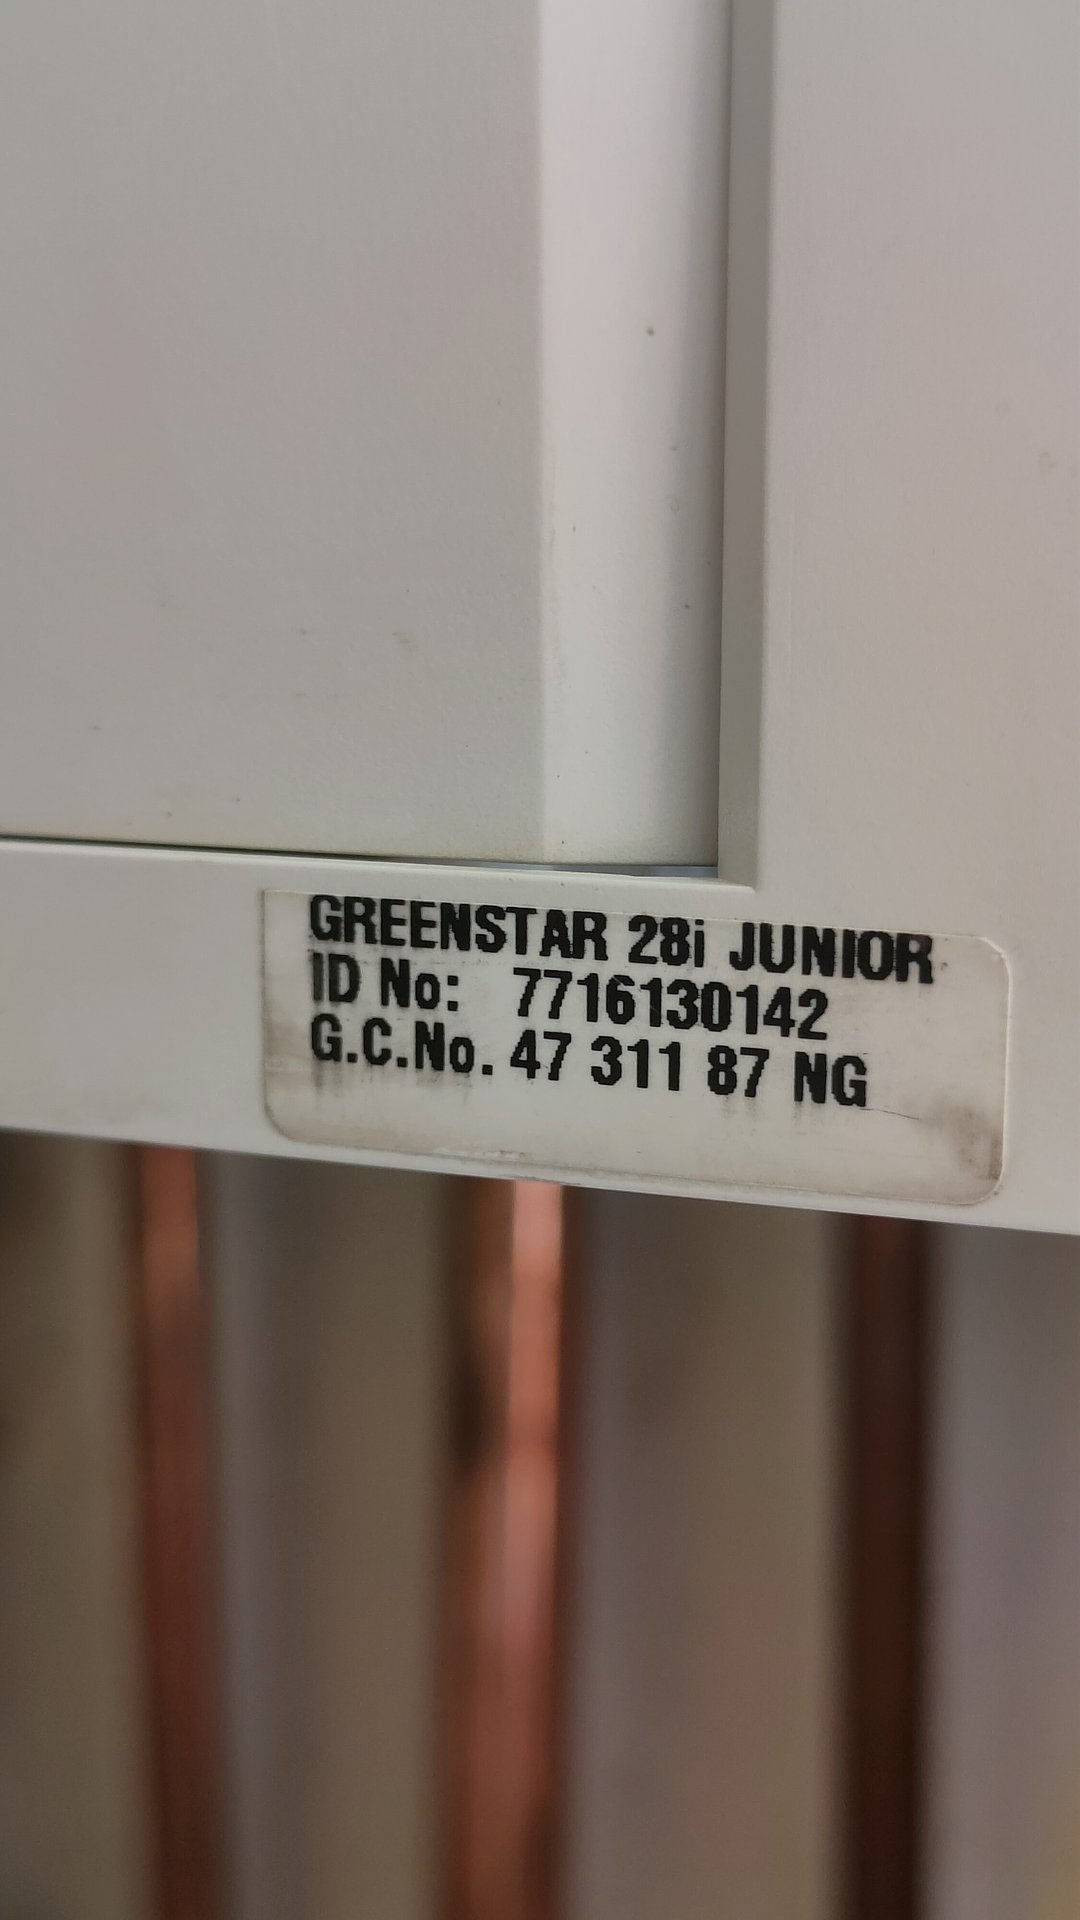 GREENSTAR 28i JUNIOR
ID No: 7716130142
G.C.No. 47 311 87 NG